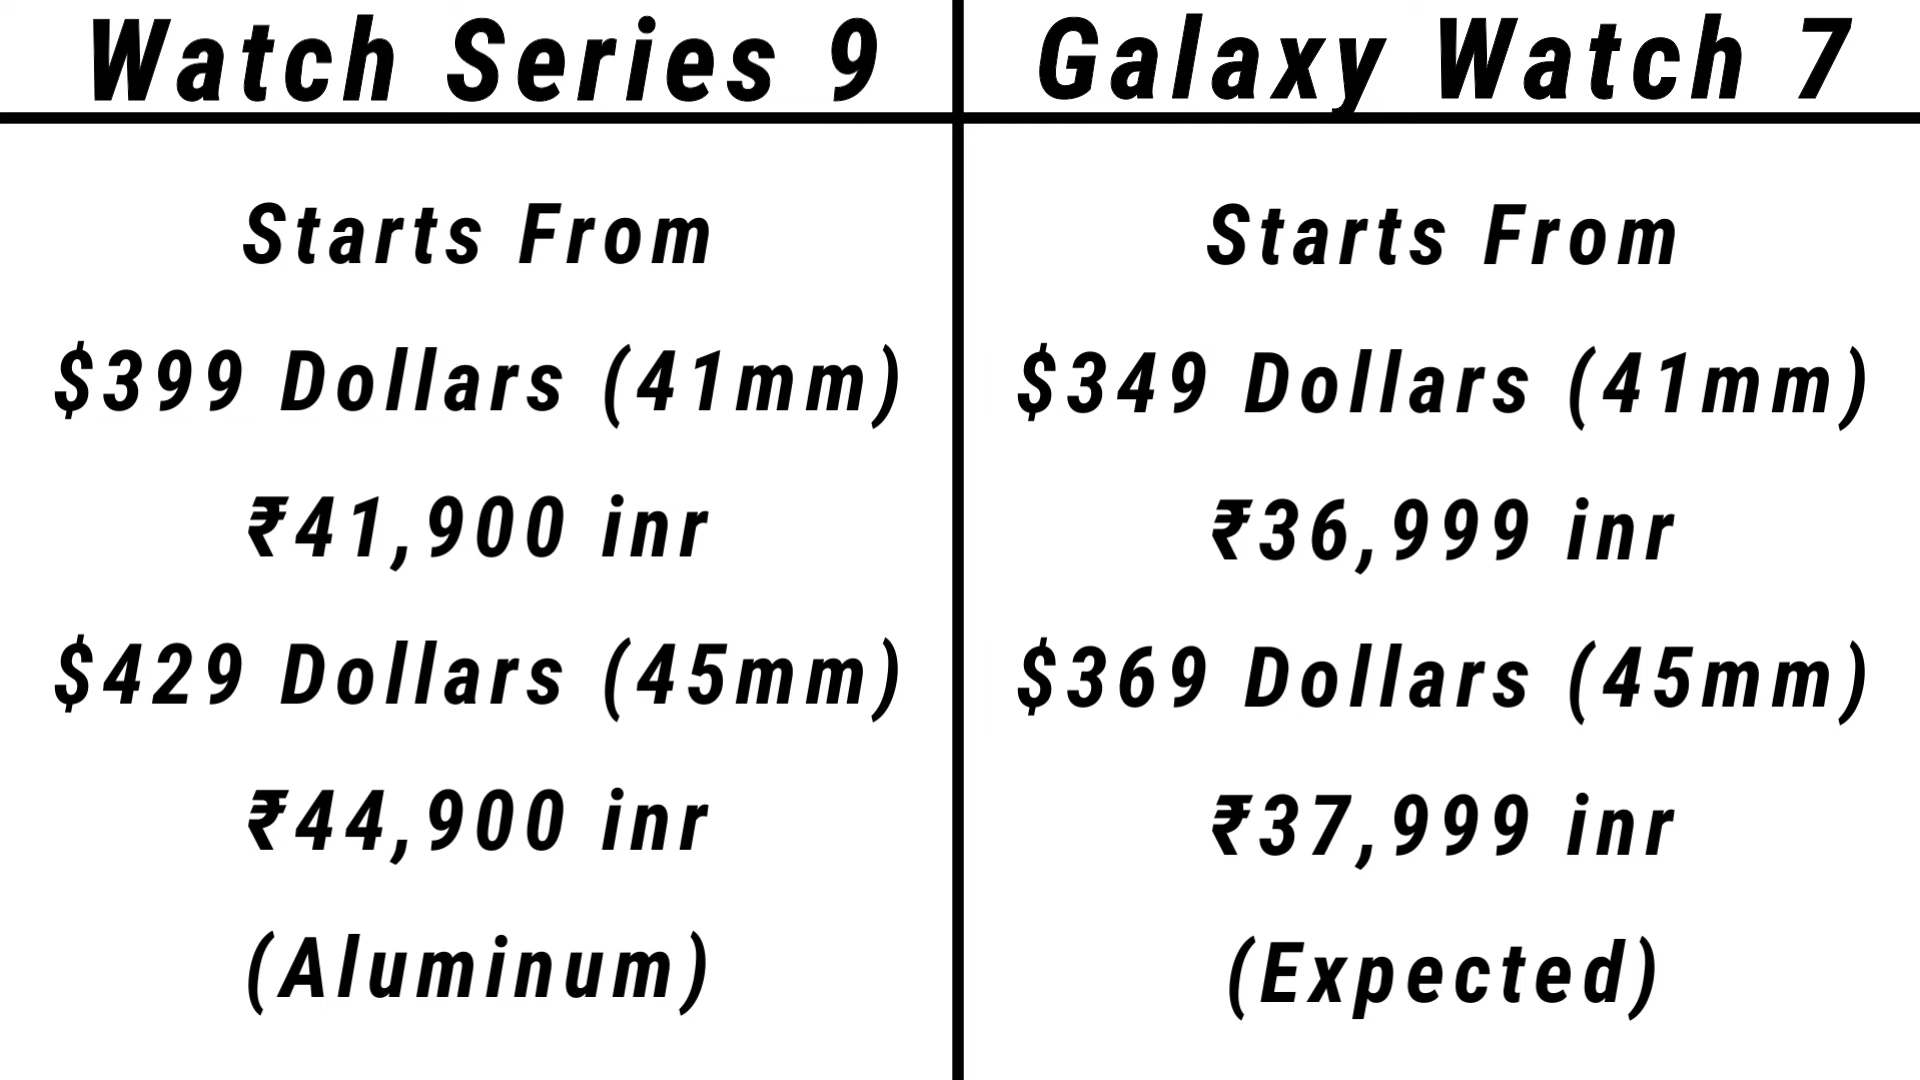 Watch Series 9
Starts From
$399 Dollars (41mm)
₹41,900 inr
$429 Dollars (45mm)
₹44,900 inr
(Aluminum)
Galaxy Watch 7
Starts From
$349 Dollars (41mm)
₹36,999 inr
$369 Dollars (45mm)
₹37,999 inr
(Expected)